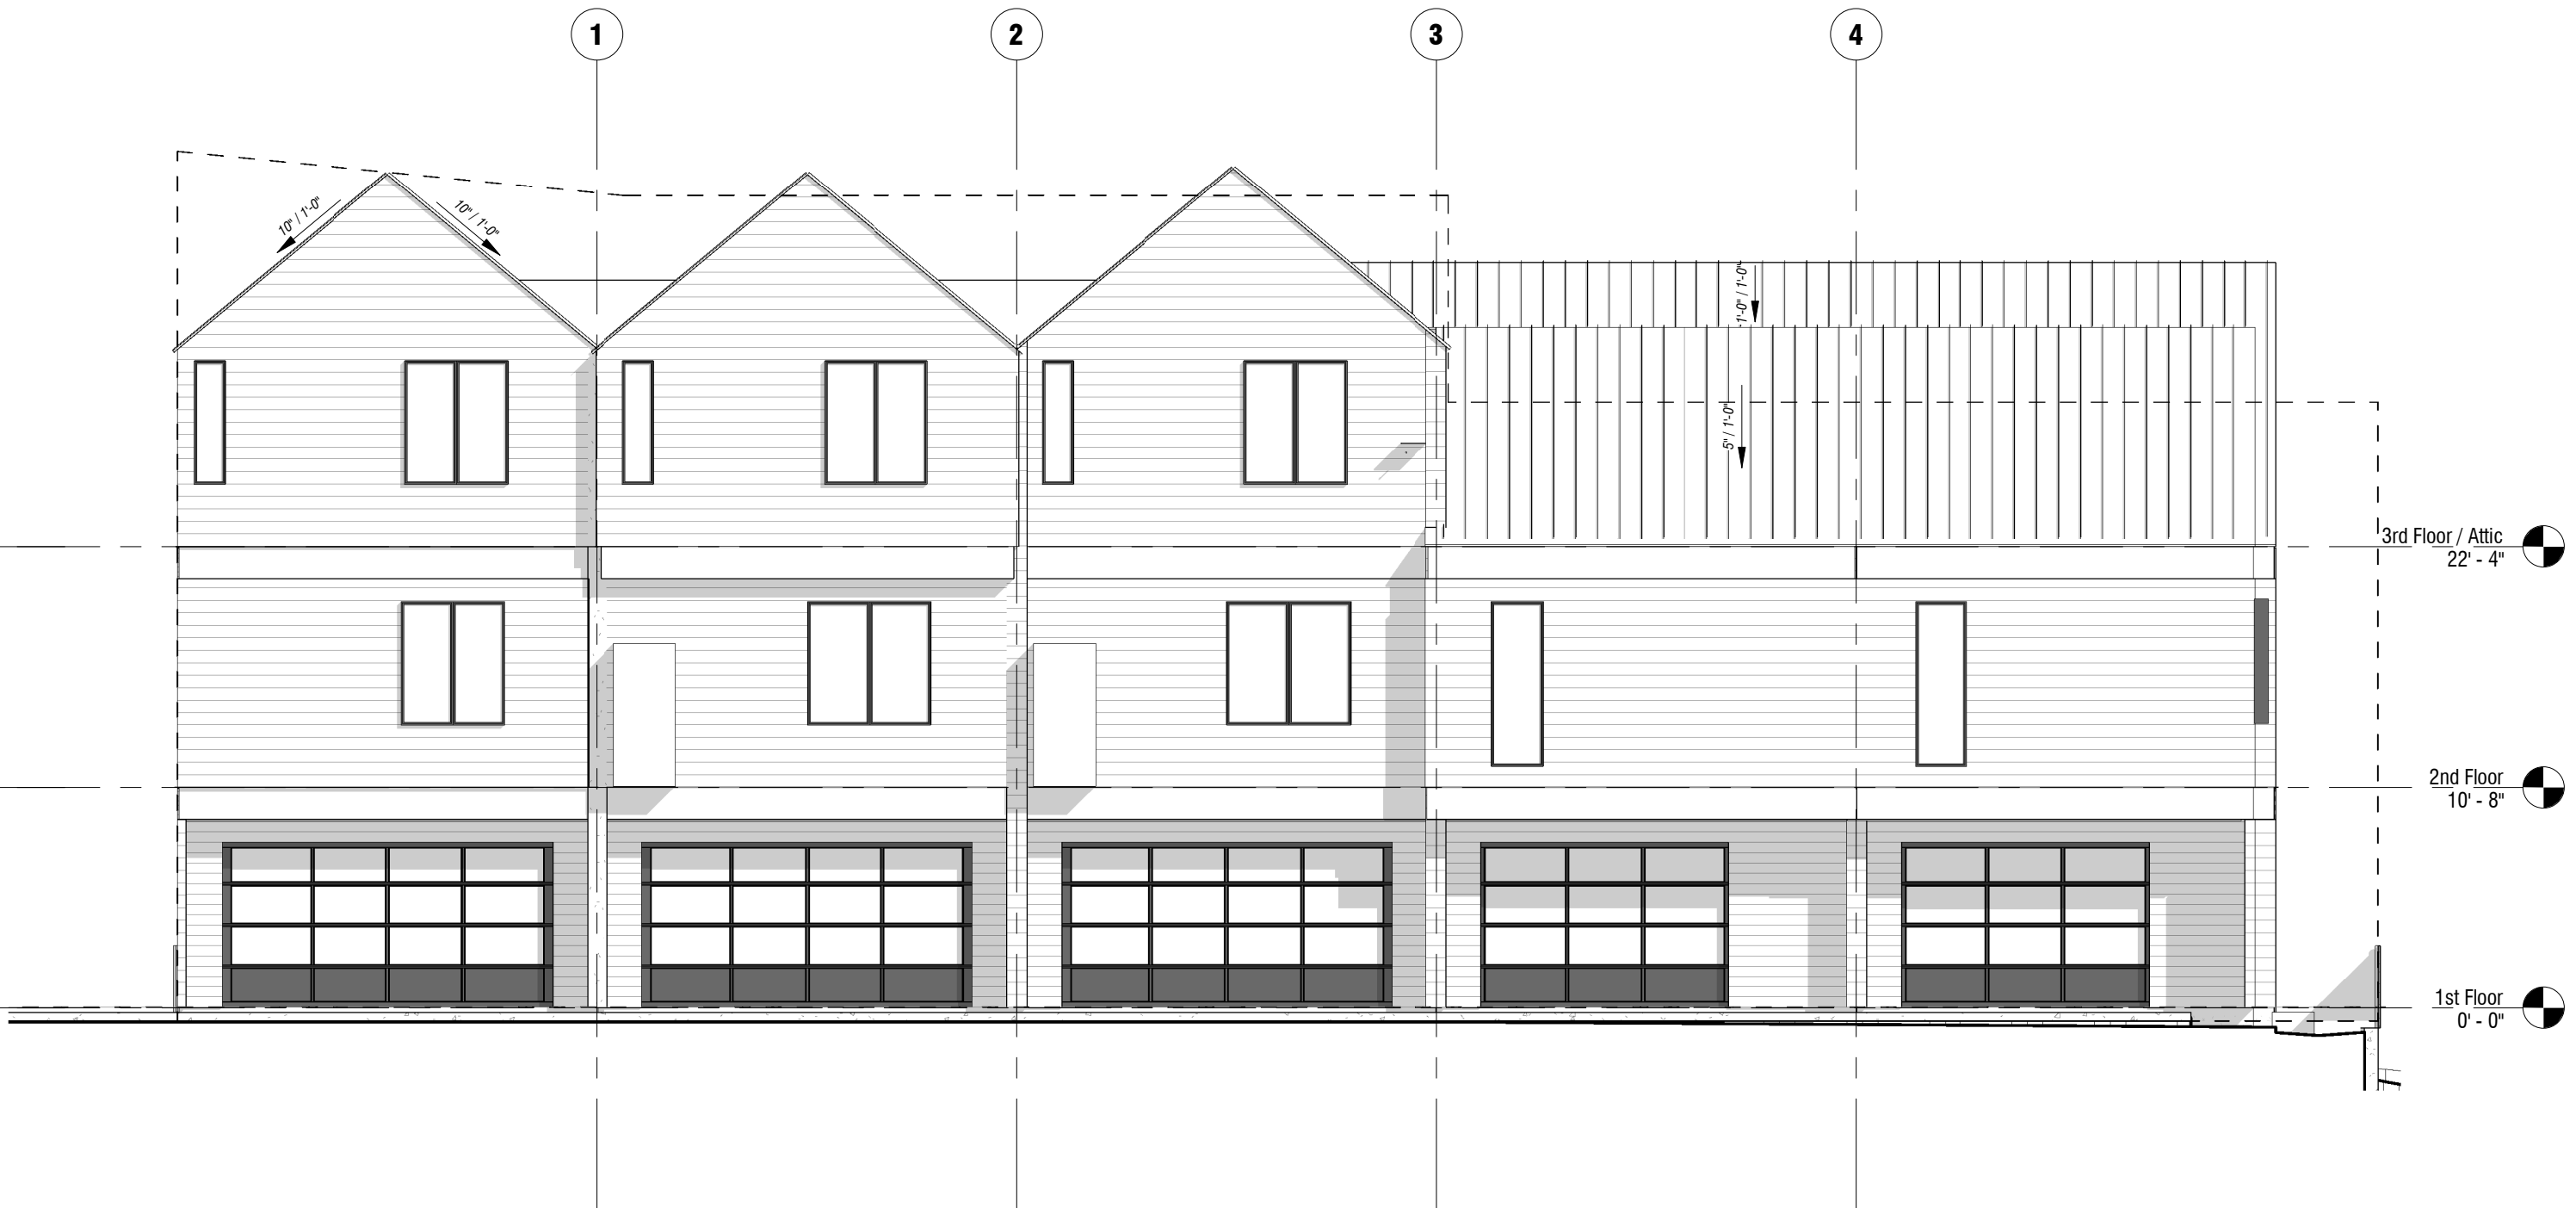 1
2
3
4
10" / 1'-0"
10" / 1'-0"
1'-0" / 1'-0"
5" / 1'-0"
3rd Floor / Attic
22' - 4"
2nd Floor
10' - 8"
1st Floor
0' - 0"